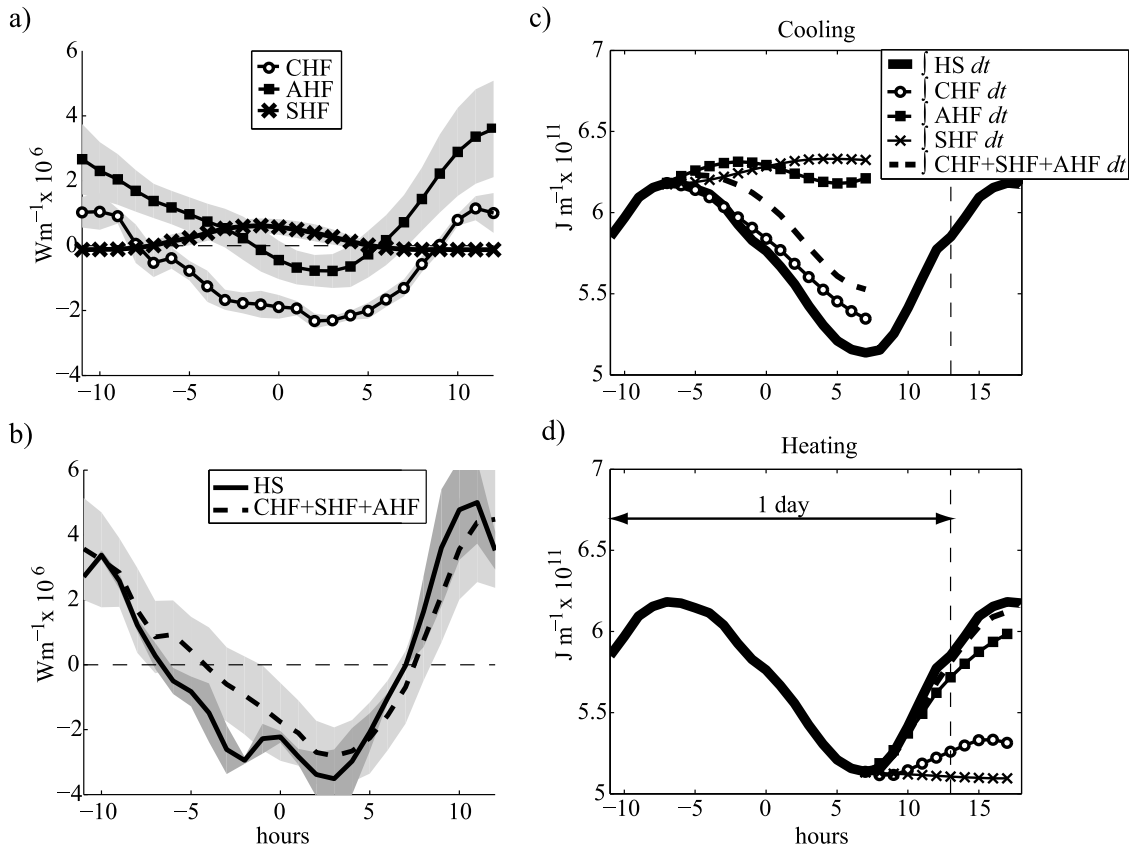 a)
6
4
2
0
−2
−4
Wm⁻¹x 10⁶
CHF
AHF
SHF
−10
−5
0
5
10
b)
6
4
2
0
−2
−4
Wm⁻¹x 10⁶
HS
CHF+SHF+AHF
−10
−5
0
5
10
hours
c)
Cooling
7
6.5
6
5.5
5
J m⁻¹x 10¹¹
∫ HS dt
∫ CHF dt
∫ AHF dt
∫ SHF dt
∫ CHF+SHF+AHF dt
−10
−5
0
5
10
15
d)
Heating
7
6.5
6
5.5
5
J m⁻¹x 10¹¹
1 day
−10
−5
0
5
10
15
hours